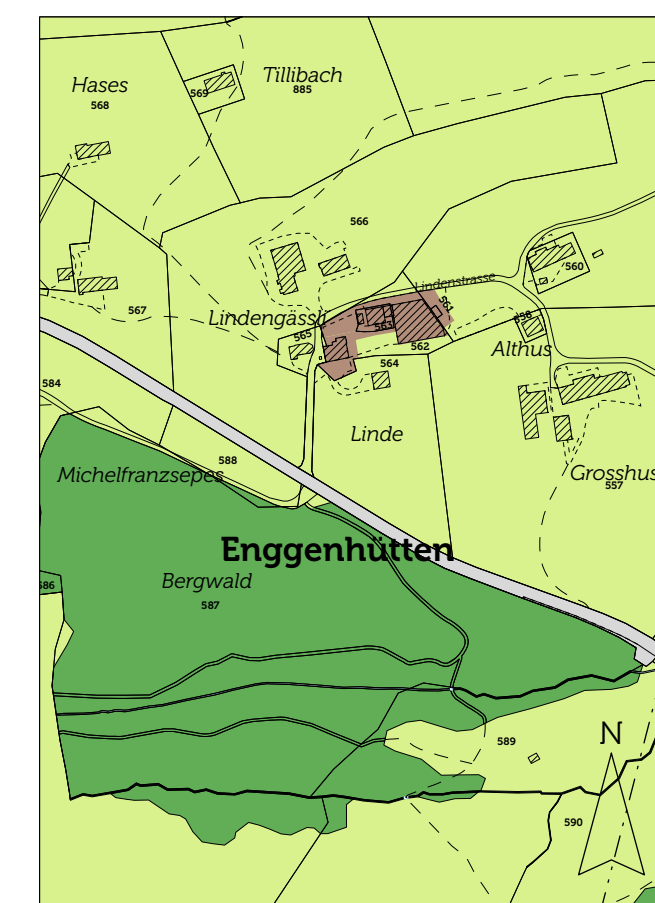 Hases
568
569
Tillibach
885
566
567
Lindenstrasse
560
561
558
Lindengässli
565
563
562
564
Althus
584
Linde
588
Michelfranzsepes
Grosshus
557
Enggenhütten
586
Bergwald
587
589
N
590